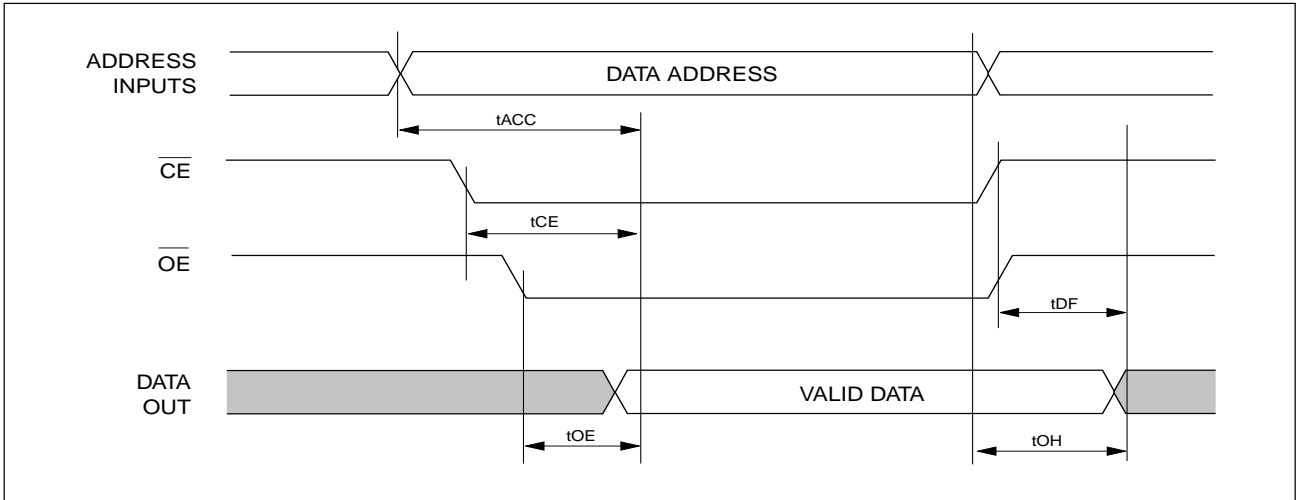 ADDRESS
INPUTS
DATA ADDRESS
tACC
CE
tCE
OE
tDF
DATA
OUT
VALID DATA
tOE
tOH